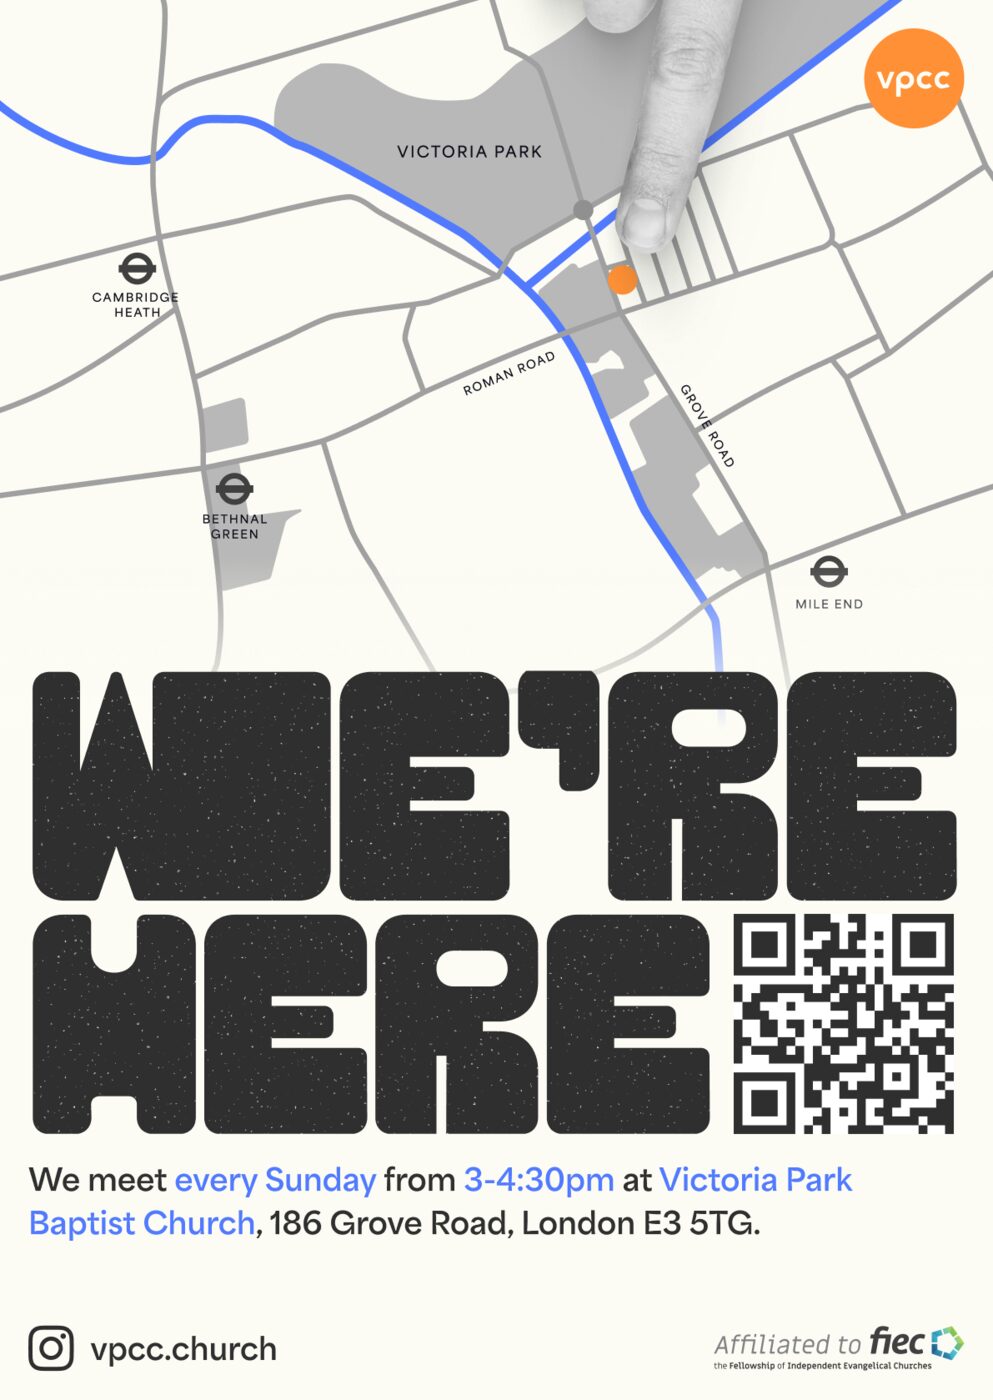 vpcc
VICTORIA PARK
CAMBRIDGE
HEATH
ROMAN ROAD
GROVE ROAD
BETHNAL
GREEN
MILE END
WE'RE
HERE
We meet every Sunday from 3-4:30pm at Victoria Park
Baptist Church, 186 Grove Road, London E3 5TG.
vpcc.church
Affiliated to fiec
the Fellowship of Independent Evangelical Churches